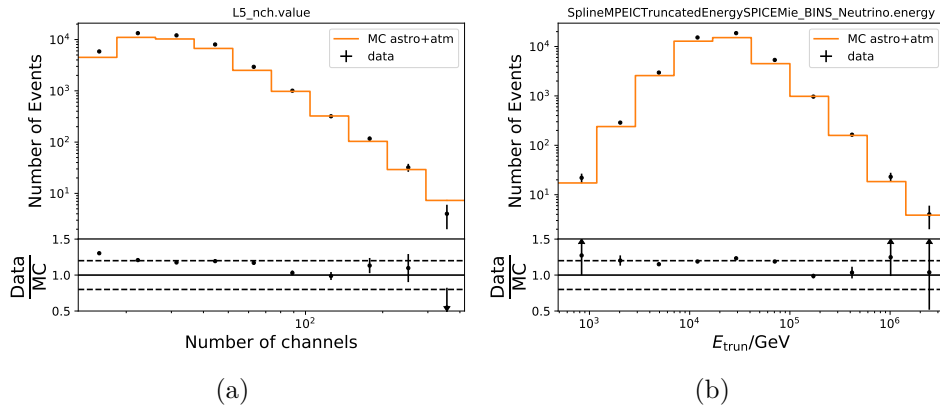 L5_nch.value
Number of Events
10^4
10^3
10^2
10^1
MC astro+atm
data
Data
MC
1.5
1.0
0.5
10^2
Number of channels
(a)
SplineMPEICTruncatedEnergySPICEMie_BINS_Neutrino.energy
Number of Events
10^4
10^3
10^2
10^1
MC astro+atm
data
Data
MC
1.5
1.0
0.5
10^3 10^4 10^5 10^6
E_trun/GeV
(b)